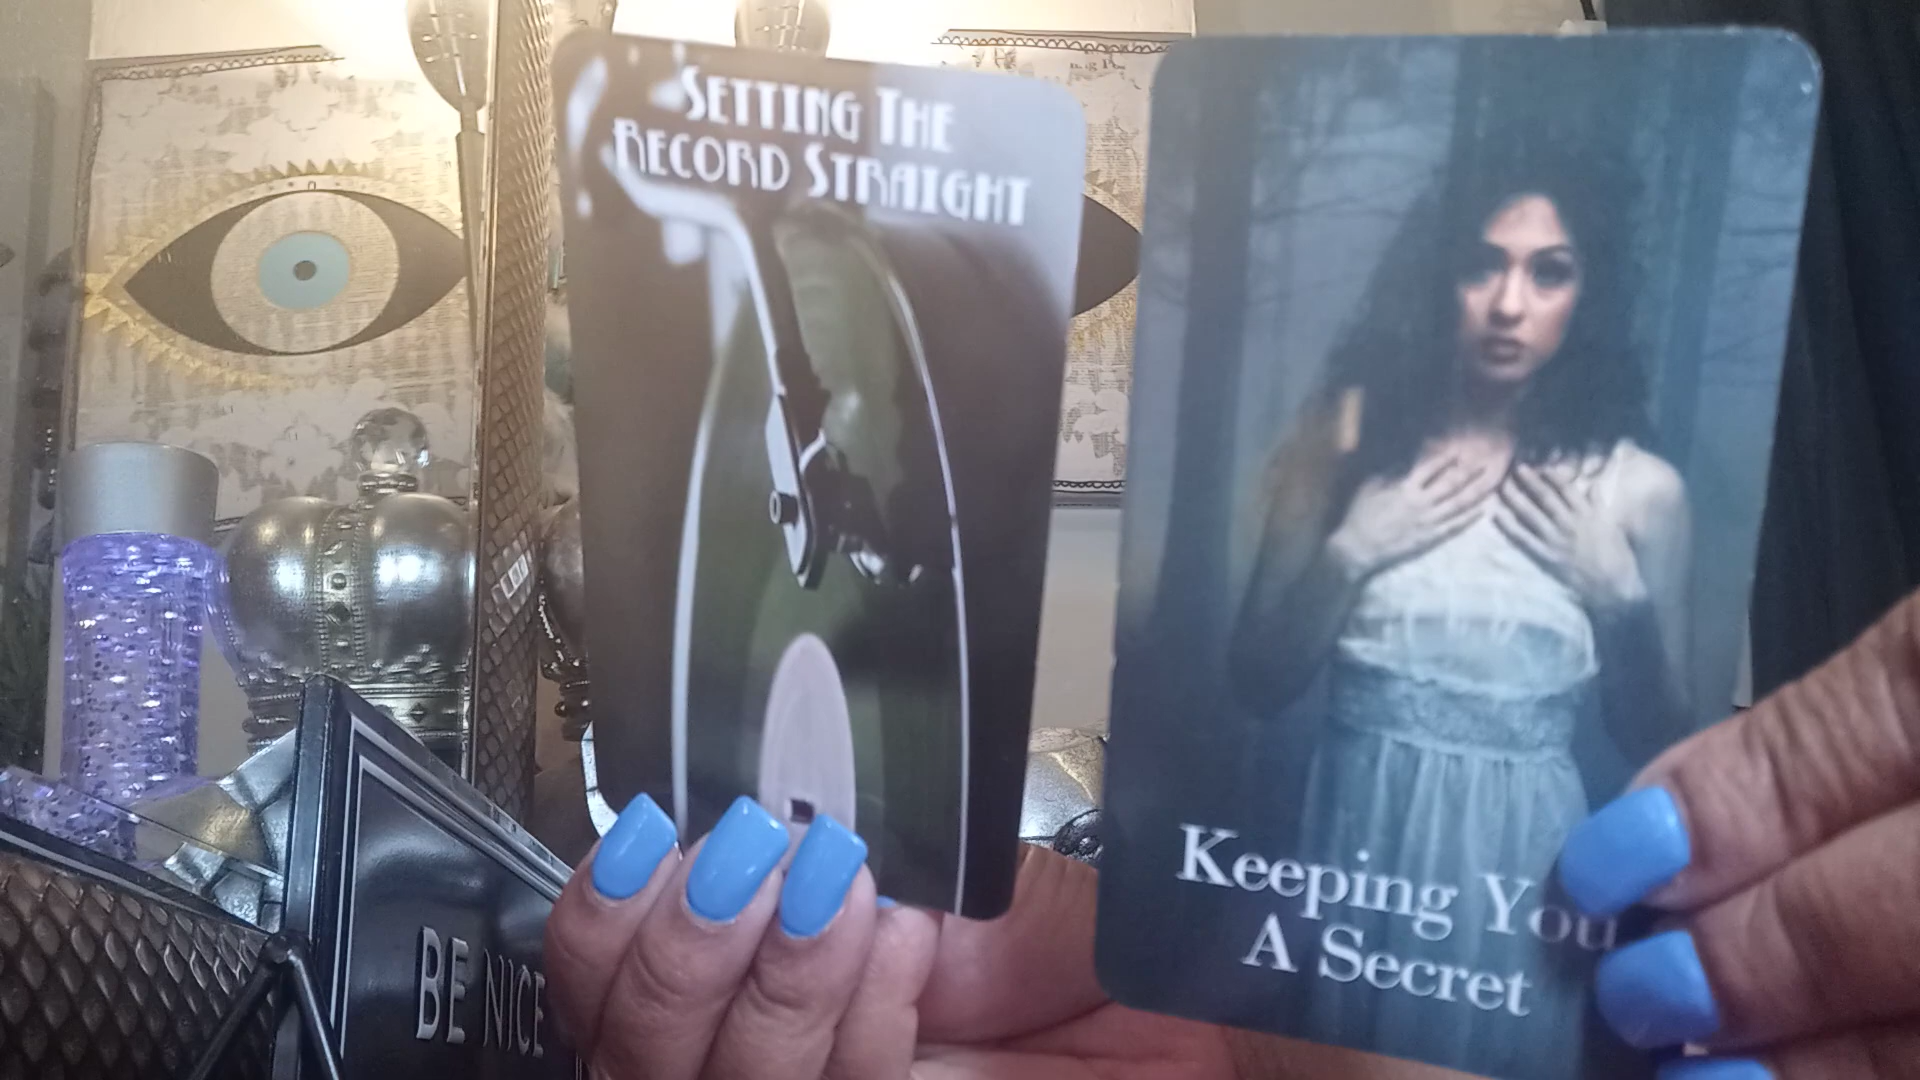 SETTING THE
RECORD STRAIGHT
Keeping You
A Secret
BE NICE